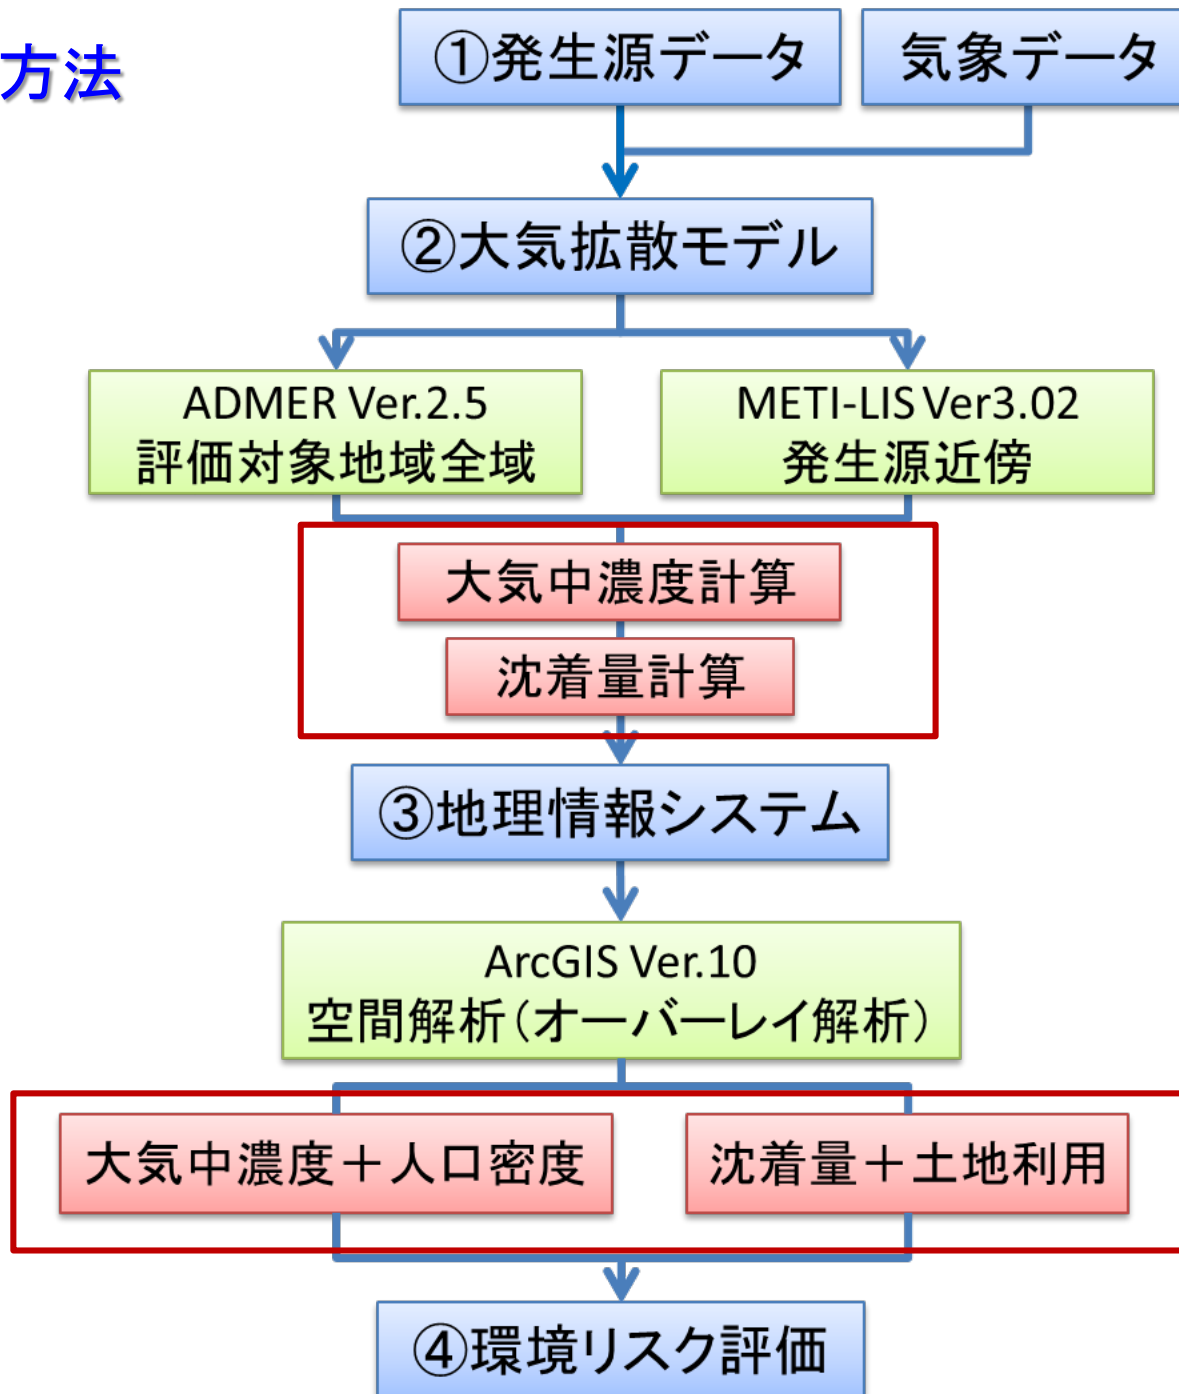 方法
①発生源データ
気象データ
②大気拡散モデル
ADMER Ver.2.5
評価対象地域全域
METI-LIS Ver3.02
発生源近傍
大気中濃度計算
沈着量計算
③地理情報システム
ArcGIS Ver.10
空間解析（オーバーレイ解析）
大気中濃度＋人口密度
沈着量＋土地利用
④環境リスク評価